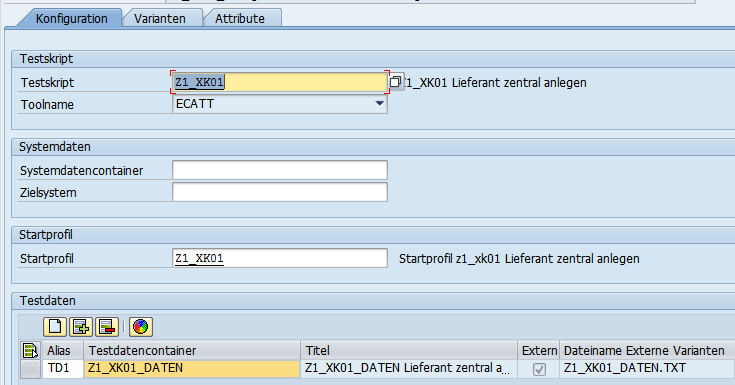 Konfiguration Varianten Attribute
Testskript
Testskript Z1_XK01 Z1_XK01 Lieferant zentral anlegen
Toolname ECATT
Systemdaten
Systemdatencontainer
Zielsystem
Startprofil
Startprofil Z1_XK01 Startprofil z1_xk01 Lieferant zentral anlegen
Testdaten
Alias Testdatencontainer Titel Extern Dateiname Externe Varianten
TD1 Z1_XK01_DATEN Z1_XK01_DATEN Lieferant zentral a... Z1_XK01_DATEN.TXT